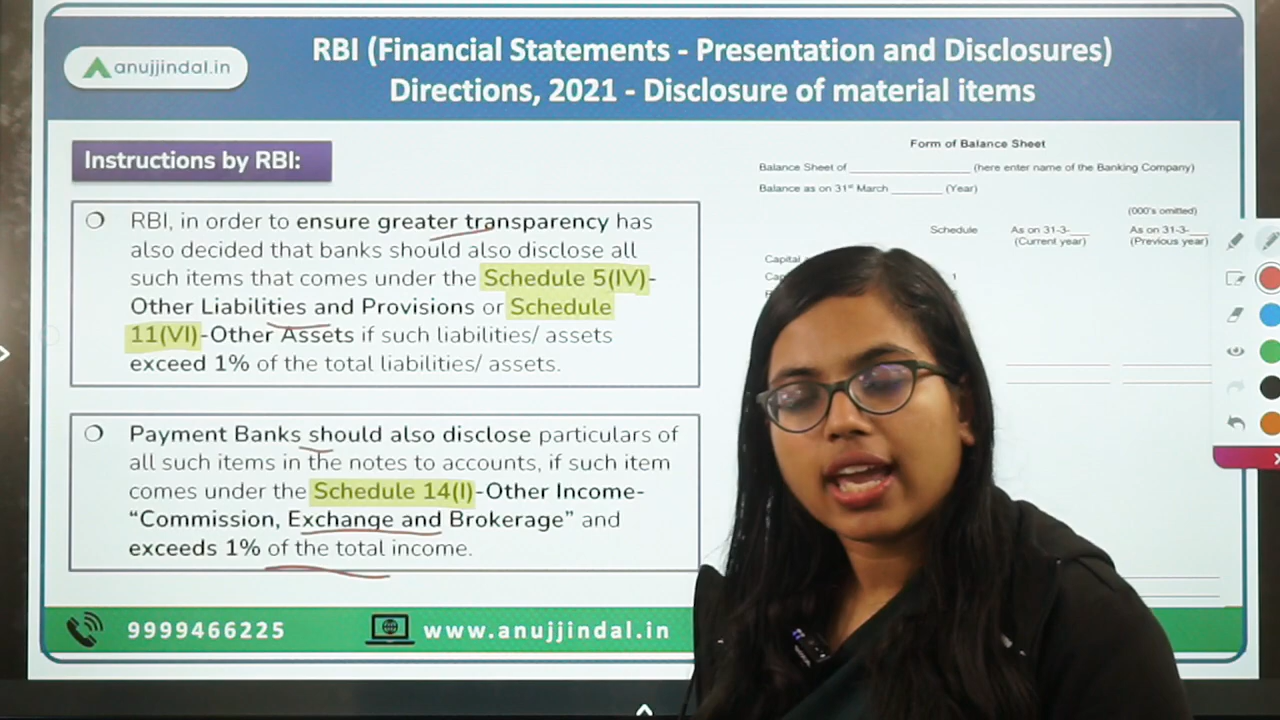 anujjindal.in
RBI (Financial Statements - Presentation and Disclosures)
Directions, 2021 - Disclosure of material items
Instructions by RBI:
RBI, in order to ensure greater transparency has
also decided that banks should also disclose all
such items that comes under the Schedule 5(IV)-
Other Liabilities and Provisions or Schedule
11(VI)-Other Assets if such liabilities/ assets
exceed 1% of the total liabilities/ assets.
Payment Banks should also disclose particulars of
all such items in the notes to accounts, if such item
comes under the Schedule 14(I)-Other Income-
“Commission, Exchange and Brokerage” and
exceeds 1% of the total income.
Form of Balance Sheet
Balance Sheet of (here enter name of the Banking Company)
Balance as on 31st March (Year)
(000's omitted)
Schedule As on 31-3- As on 31-3-
(Current year) (Previous year)
Capital
1
9999466225
www.anujjindal.in